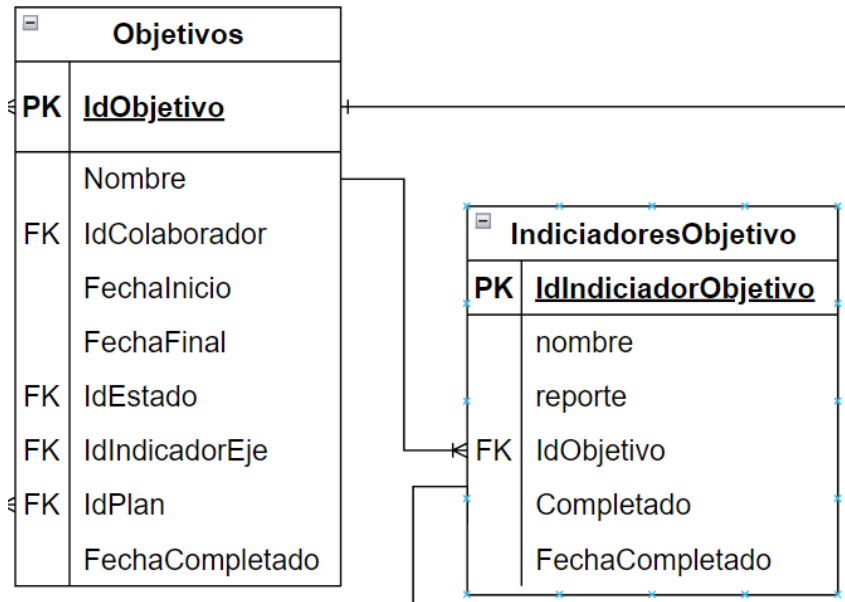 Objetivos
PK IdObjetivo
Nombre
FK IdColaborador
FechaInicio
FechaFinal
FK IdEstado
FK IdIndicadorEje
FK IdPlan
FechaCompletado
IndiciadoresObjetivo
PK IdIndiciadorObjetivo
nombre
reporte
FK IdObjetivo
Completado
FechaCompletado